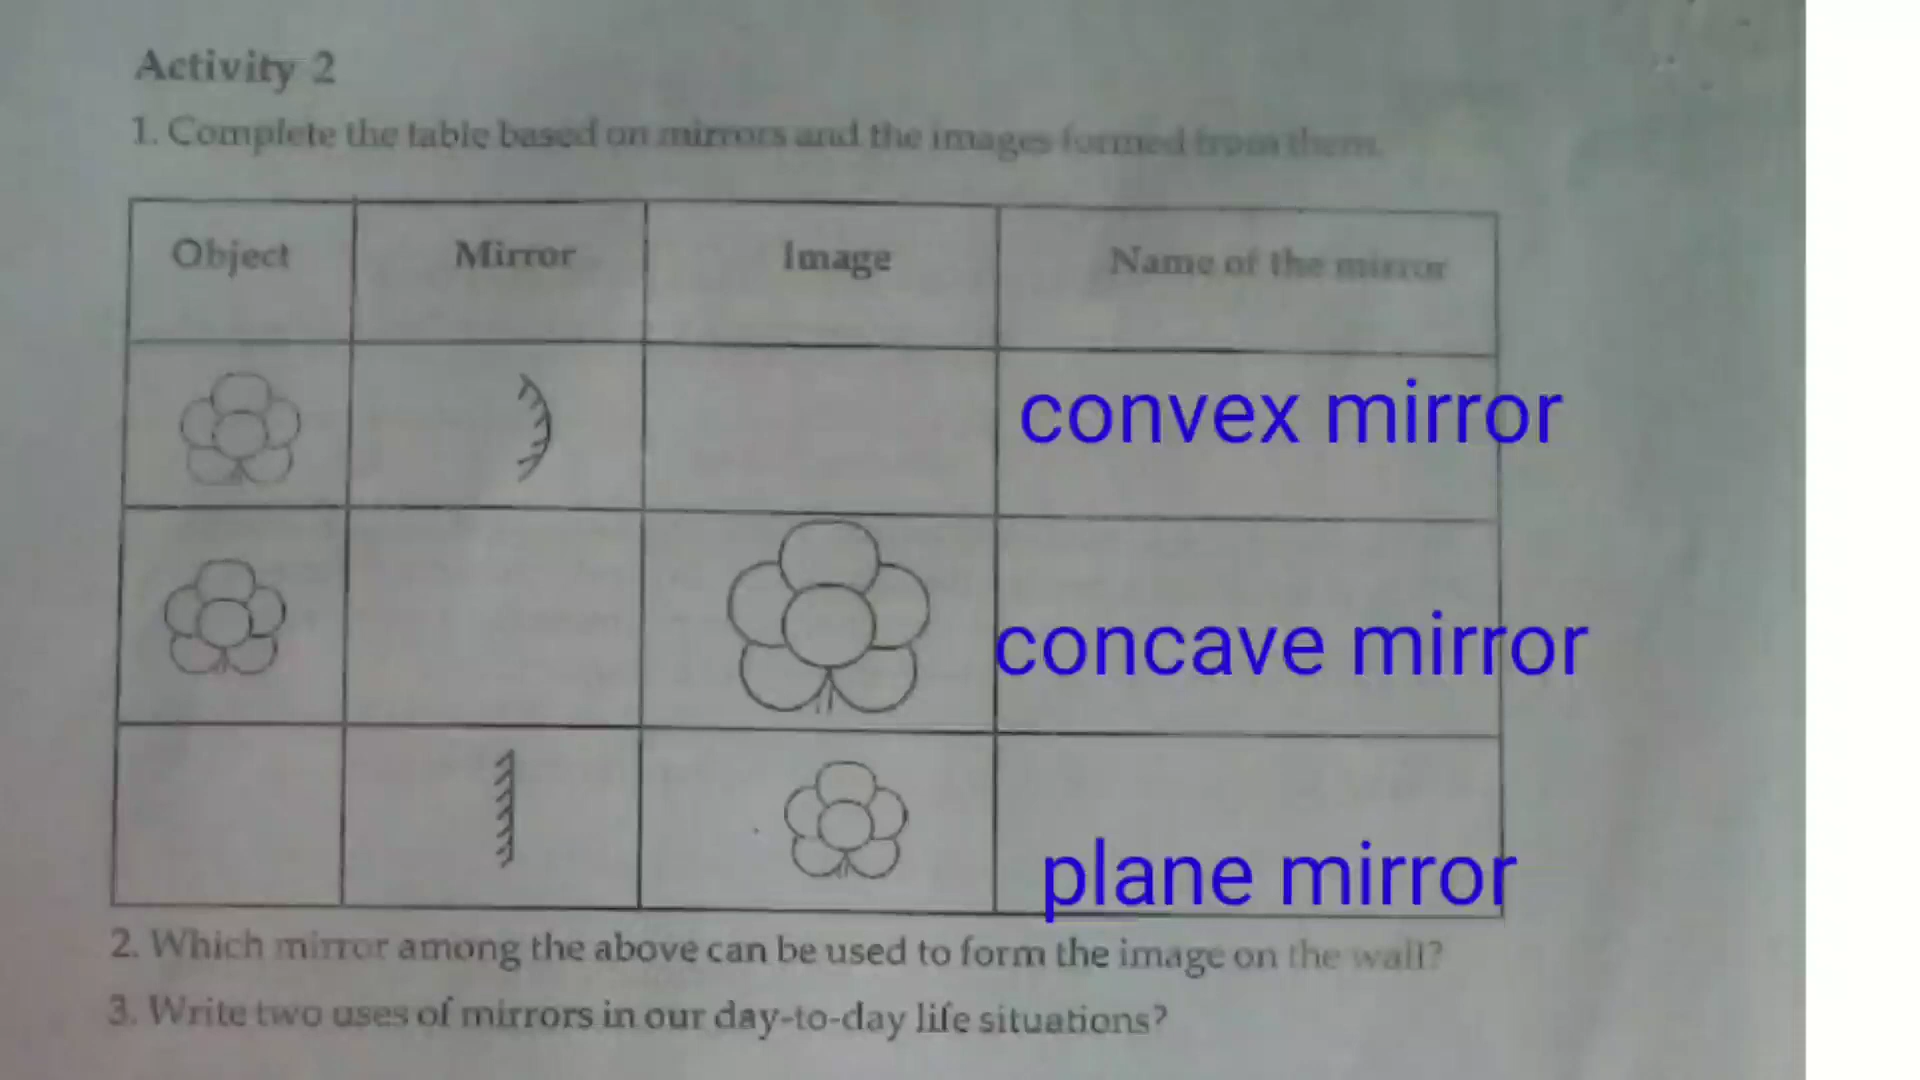 Activity 2
1. Complete the table based on mirrors and the images formed from them.
Object Mirror Image Name of the mirror
convex mirror
concave mirror
plane mirror
2. Which mirror among the above can be used to form the image on the wall?
3. Write two uses of mirrors in our day-to-day life situations?